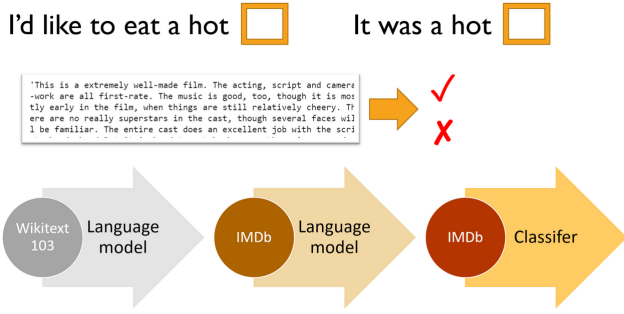 I'd like to eat a hot
It was a hot
'This is a extremely well-made film. The acting, script and camera
-work are all first-rate. The music is good, too, though it is mos
tly early in the film, when things are still relatively cheery. Th
ere are no really superstars in the cast, though several faces wil
l be familiar. The entire cast does an excellent job with the scri
Wikitext
103
Language
model
IMDb
Language
model
IMDb
Classifer